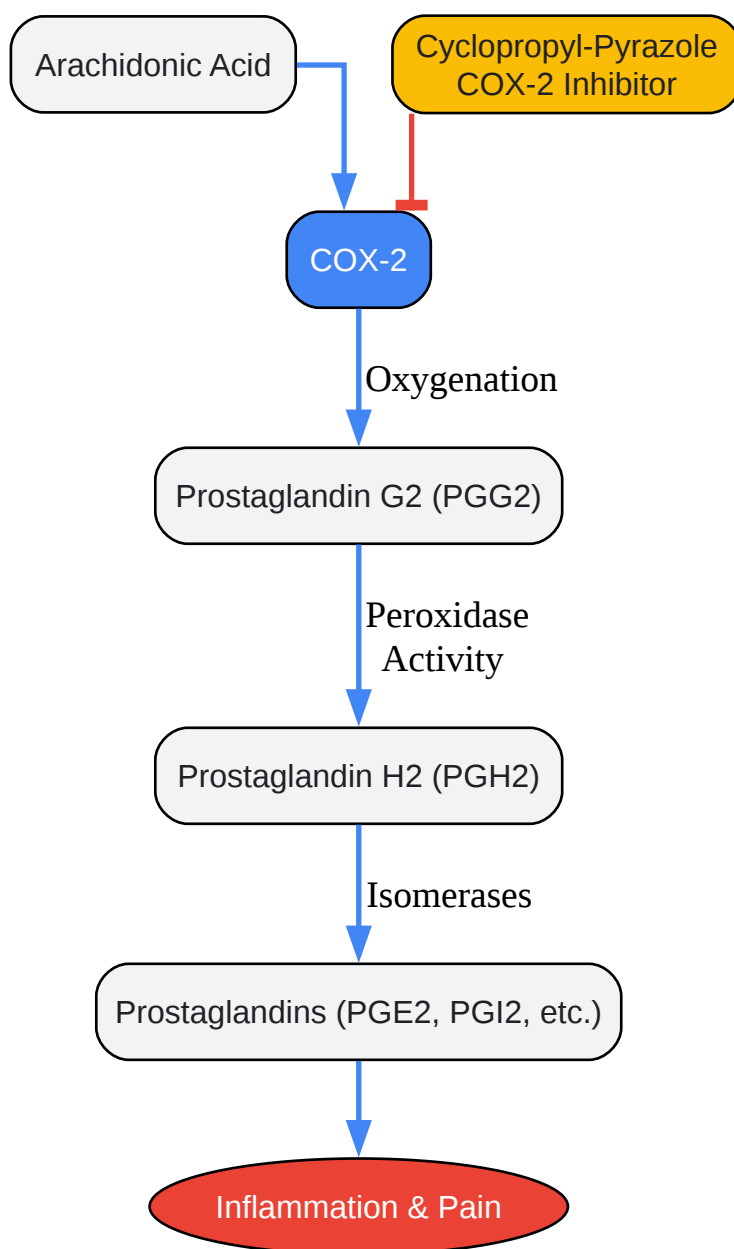 Arachidonic Acid
Cyclopropyl-Pyrazole
COX-2 Inhibitor
COX-2
Oxygenation
Prostaglandin G2 (PGG2)
Peroxidase
Activity
Prostaglandin H2 (PGH2)
Isomerases
Prostaglandins (PGE2, PGI2, etc.)
Inflammation & Pain